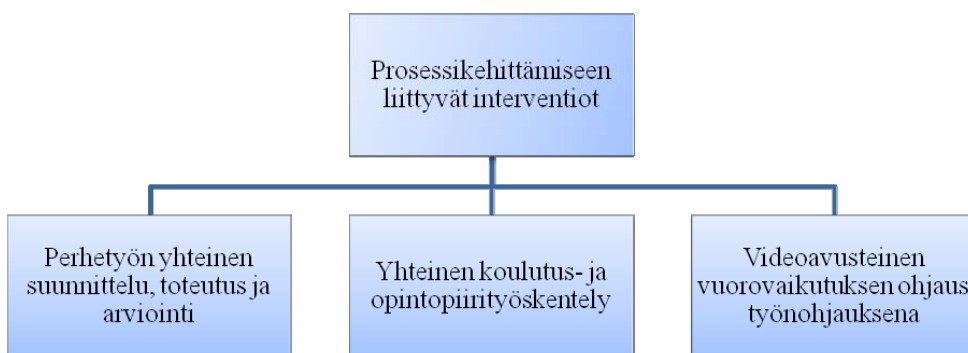 Prosessikehittämiseen
liittyvät interventiot
Perhetyön yhteinen
suunnittelu, toteutus ja
arviointi
Yhteinen koulutus- ja
opintopiirityöskentely
Videoavusteinen
vuorovaikutuksen ohjaus
työnohjauksena